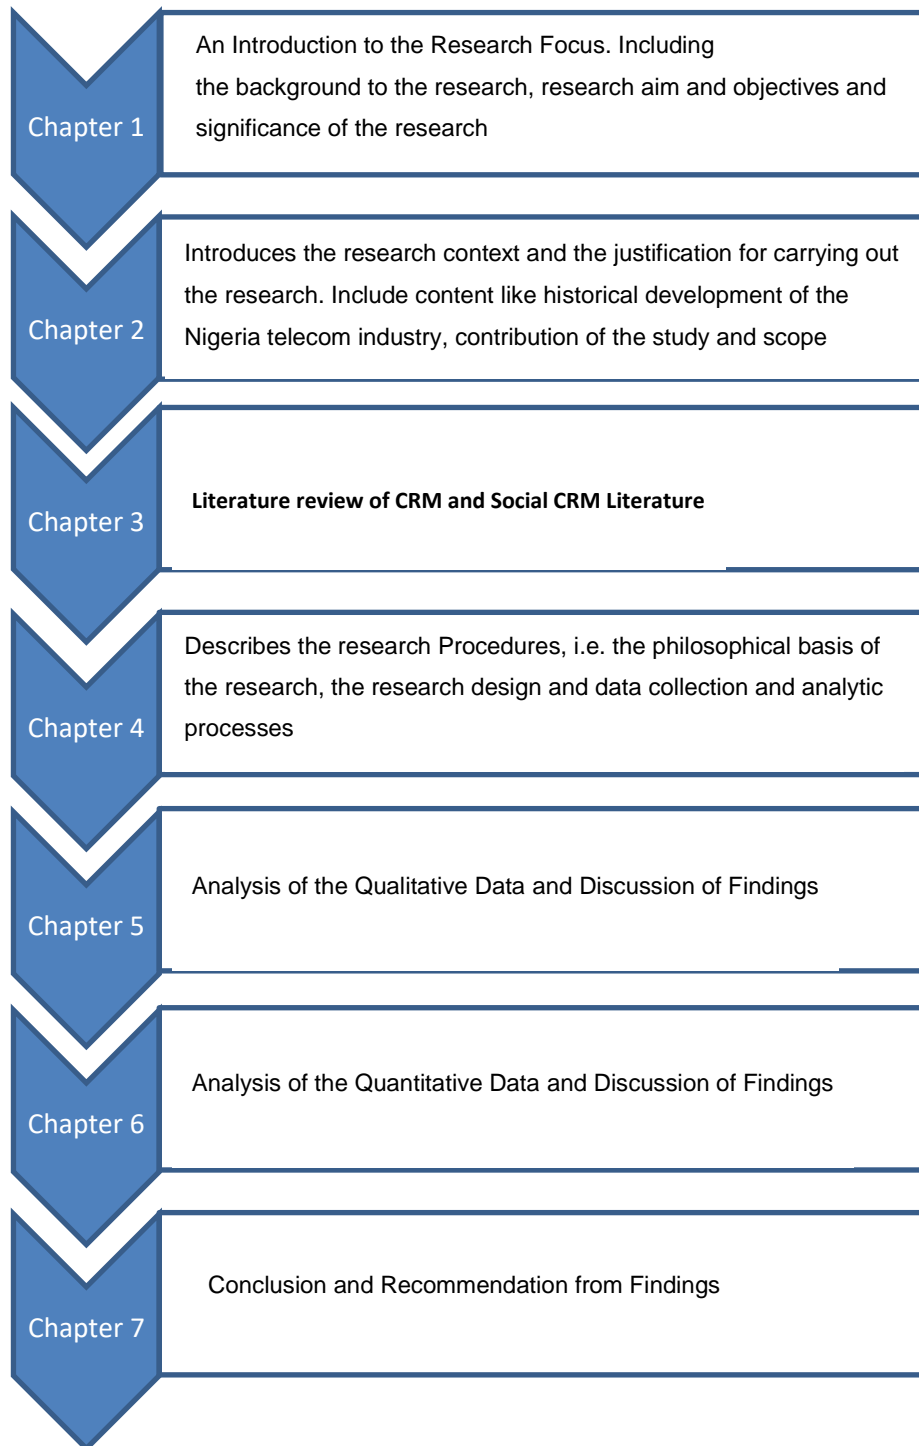 Chapter 1
An Introduction to the Research Focus. Including
the background to the research, research aim and objectives and
significance of the research
Chapter 2
Introduces the research context and the justification for carrying out
the research. Include content like historical development of the
Nigeria telecom industry, contribution of the study and scope
Chapter 3
Literature review of CRM and Social CRM Literature
Chapter 4
Describes the research Procedures, i.e. the philosophical basis of
the research, the research design and data collection and analytic
processes
Chapter 5
Analysis of the Qualitative Data and Discussion of Findings
Chapter 6
Analysis of the Quantitative Data and Discussion of Findings
Chapter 7
Conclusion and Recommendation from Findings